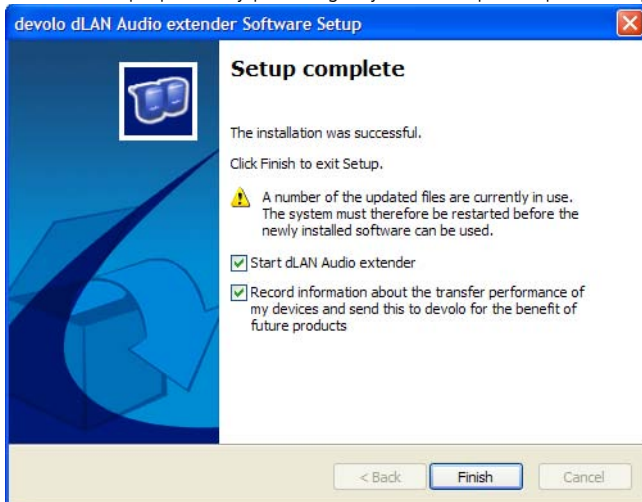 devolo dLAN Audio extender Software Setup
Setup complete
The installation was successful.
Click Finish to exit Setup.
A number of the updated files are currently in use.
The system must therefore be restarted before the
newly installed software can be used.
Start dLAN Audio extender
Record information about the transfer performance of
my devices and send this to devolo for the benefit of
future products
< Back
Finish
Cancel